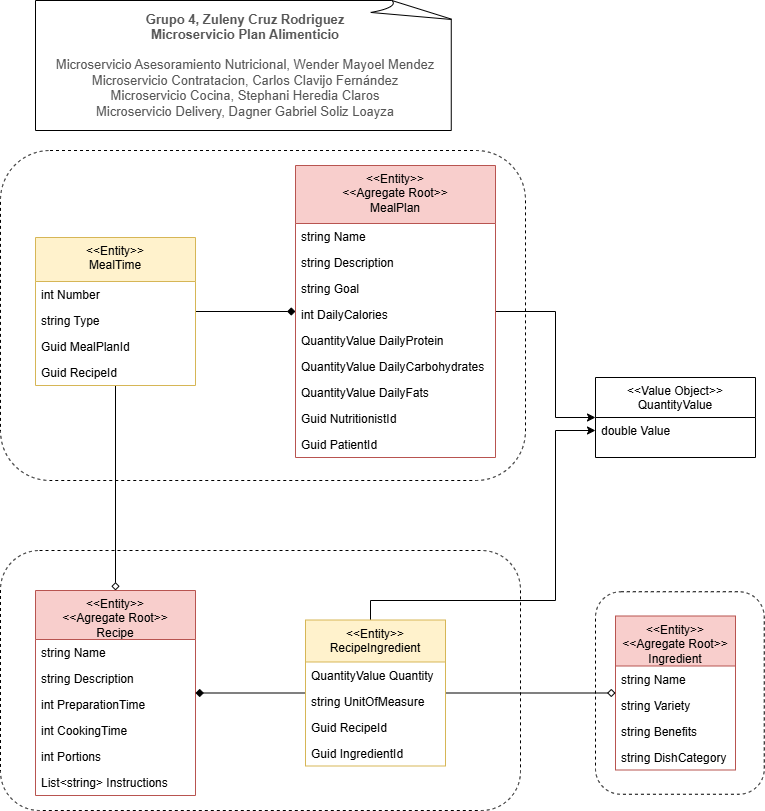 Grupo 4, Zuleny Cruz Rodriguez
Microservicio Plan Alimenticio
Microservicio Asesoramiento Nutricional, Wender Mayoel Mendez
Microservicio Contratacion, Carlos Clavijo Fernández
Microservicio Cocina, Stephani Heredia Claros
Microservicio Delivery, Dagner Gabriel Soliz Loayza
<<Entity>>
<<Agregate Root>>
MealPlan
string Name
string Description
string Goal
int DailyCalories
QuantityValue DailyProtein
QuantityValue DailyCarbohydrates
QuantityValue DailyFats
Guid NutritionistId
Guid PatientId
<<Entity>>
MealTime
int Number
string Type
Guid MealPlanId
Guid RecipeId
<<Value Object>>
QuantityValue
double Value
<<Entity>>
<<Agregate Root>>
Recipe
string Name
string Description
int PreparationTime
int CookingTime
int Portions
List<string> Instructions
<<Entity>>
RecipeIngredient
QuantityValue Quantity
string UnitOfMeasure
Guid RecipeId
Guid IngredientId
<<Entity>>
<<Agregate Root>>
Ingredient
string Name
string Variety
string Benefits
string DishCategory